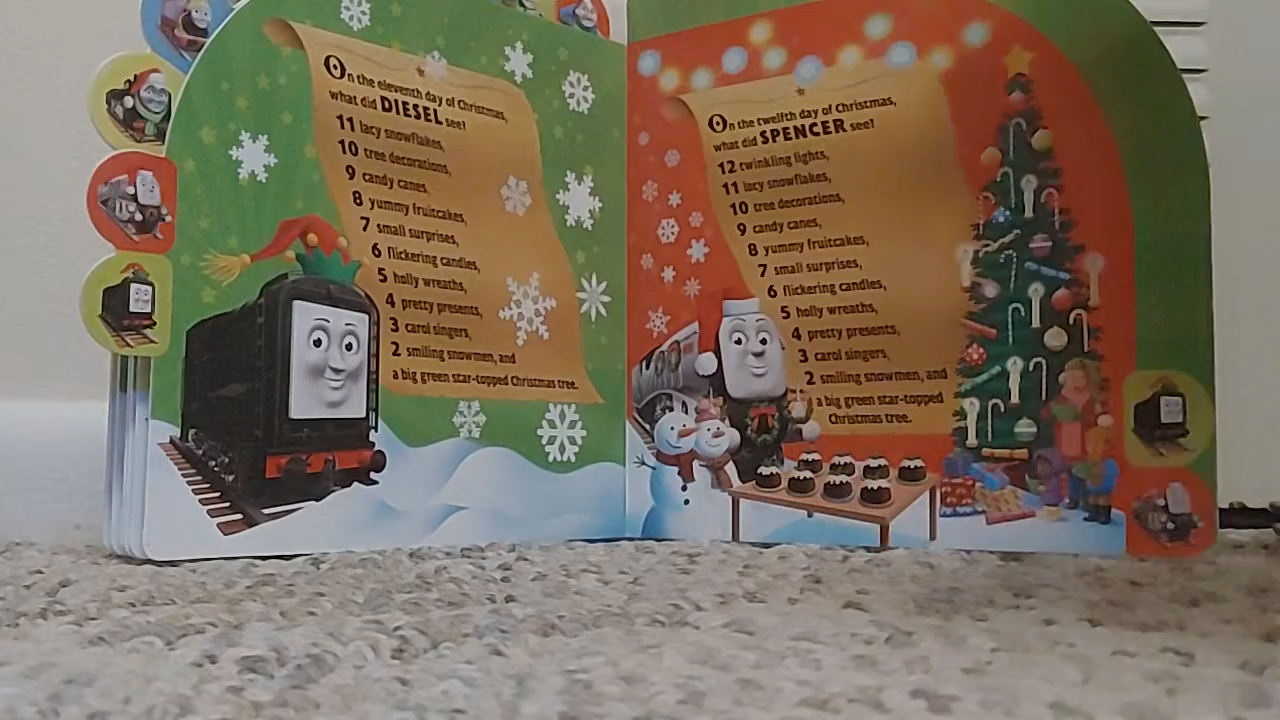 On the eleventh day of Christmas,
what did DIESEL see?
11 lacy snowflakes,
10 tree decorations,
9 candy canes,
8 yummy fruitcakes,
7 small surprises,
6 flickering candles,
5 holly wreaths,
4 pretty presents,
3 carol singers,
2 smiling snowmen, and
a big green star-topped Christmas tree.
On the twelfth day of Christmas,
what did SPENCER see?
12 twinkling lights,
11 lacy snowflakes,
10 tree decorations,
9 candy canes,
8 yummy fruitcakes,
7 small surprises,
6 flickering candles,
5 holly wreaths,
4 pretty presents,
3 carol singers,
2 smiling snowmen, and
a big green star-topped
Christmas tree.